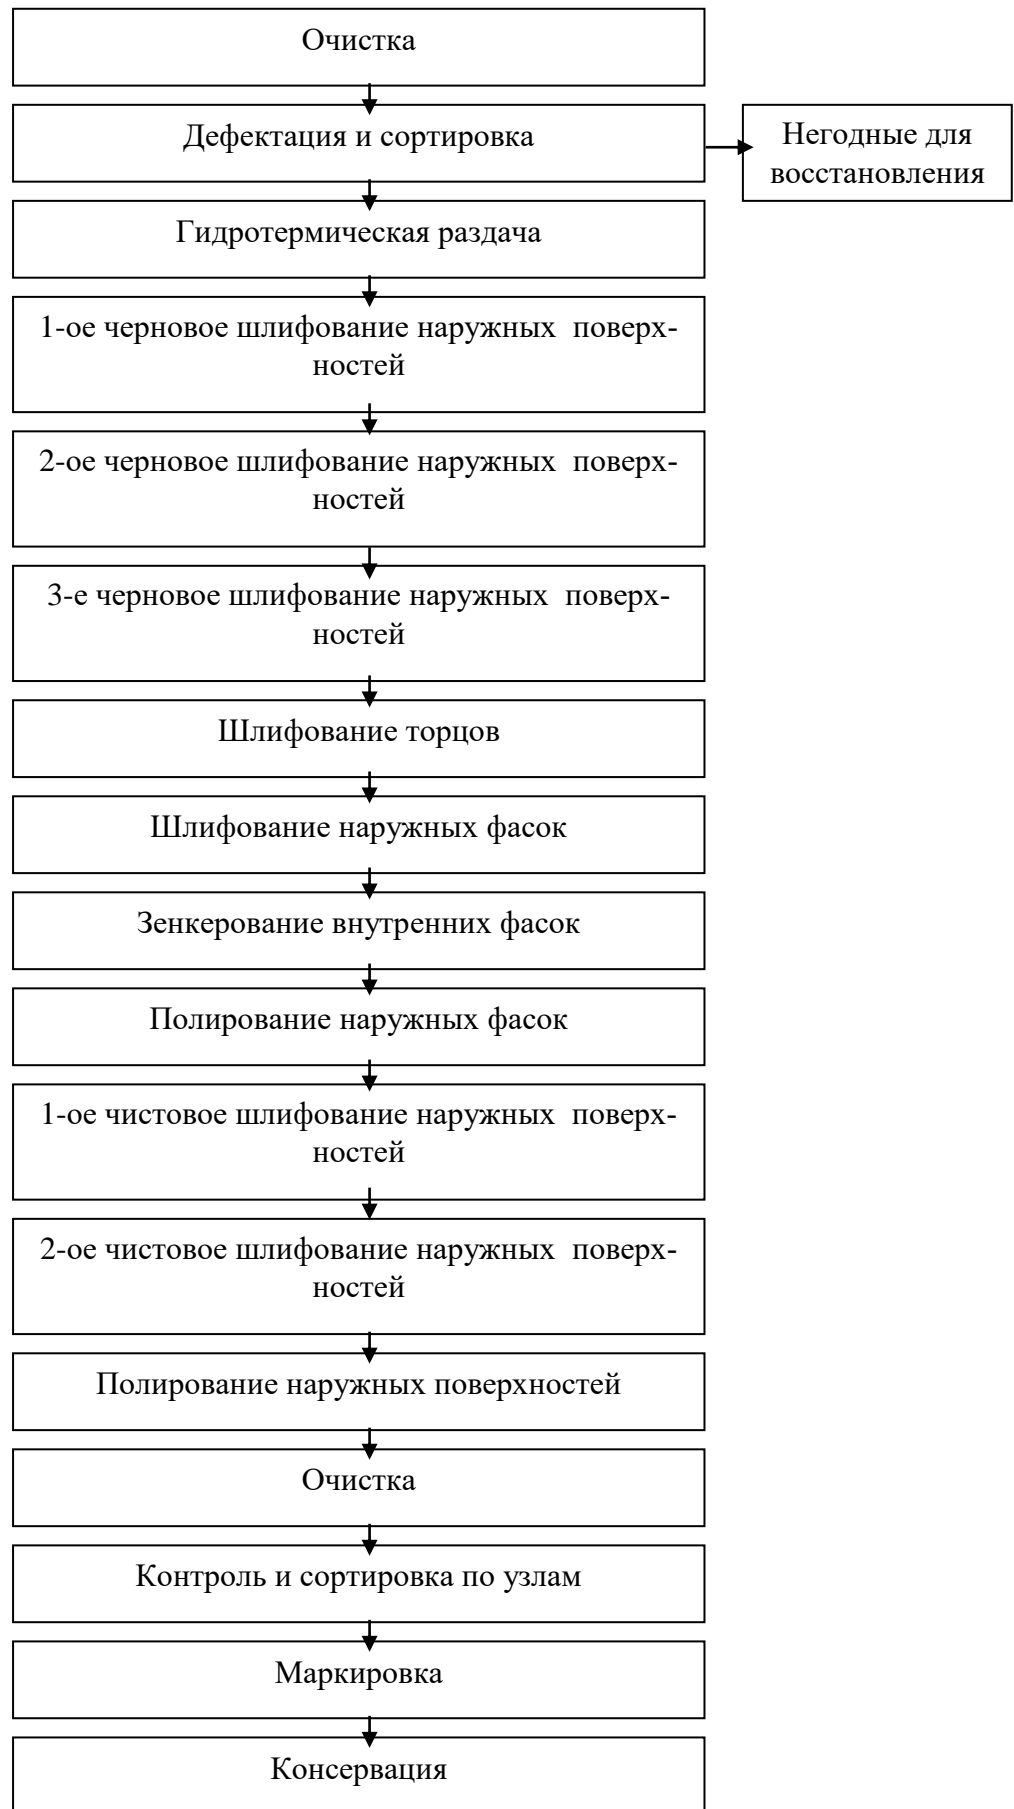 Очистка
Дефектация и сортировка
Негодные для
восстановления
Гидротермическая раздача
1-ое черновое шлифование наружных  поверх-
ностей
2-ое черновое шлифование наружных  поверх-
ностей
3-е черновое шлифование наружных  поверх-
ностей
Шлифование торцов
Шлифование наружных фасок
Зенкерование внутренних фасок
Полирование наружных фасок
1-ое чистовое шлифование наружных  поверх-
ностей
2-ое чистовое шлифование наружных  поверх-
ностей
Полирование наружных поверхностей
Очистка
Контроль и сортировка по узлам
Маркировка
Консервация